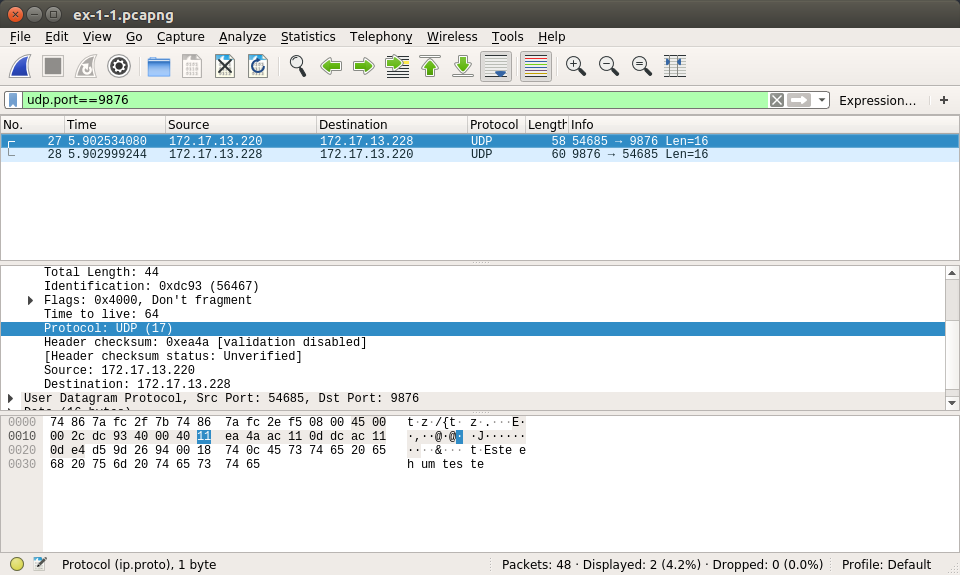 ex-1-1.pcapng
File Edit View Go Capture Analyze Statistics Telephony Wireless Tools Help
udp.port==9876 Expression… +
No. Time Source Destination Protocol Length Info
27 5.902534080 172.17.13.220 172.17.13.228 UDP 58 54685 → 9876 Len=16
28 5.902999244 172.17.13.228 172.17.13.220 UDP 60 9876 → 54685 Len=16
Total Length: 44
Identification: 0xdc93 (56467)
Flags: 0x4000, Don't fragment
Time to live: 64
Protocol: UDP (17)
Header checksum: 0xea4a [validation disabled]
[Header checksum status: Unverified]
Source: 172.17.13.220
Destination: 172.17.13.228
User Datagram Protocol, Src Port: 54685, Dst Port: 9876
Data (16 bytes)
0000 74 86 7a fc 2f 7b 74 86 7a fc 2e f5 08 00 45 00 t·z·/{t· z·.···E·
0010 00 2c dc 93 40 00 40 11 ea 4a ac 11 0d dc ac 11 ·,··@·@· ·J······
0020 0d e4 d5 9d 26 94 00 18 74 0c 45 73 74 65 20 65 ····&··· t·Este e
0030 68 20 75 6d 20 74 65 73 74 65 h um tes te
Protocol (ip.proto), 1 byte Packets: 48 · Displayed: 2 (4.2%) · Dropped: 0 (0.0%) Profile: Default